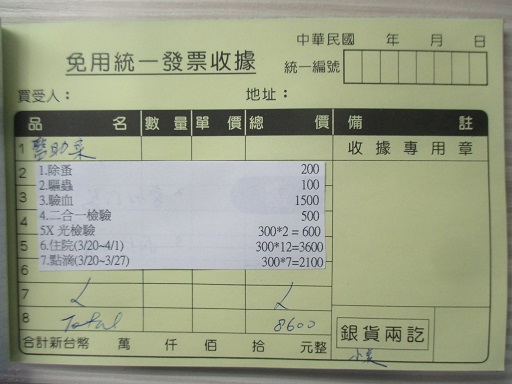 中華民國 年 月 日
免用統一發票收據 統一編號
買受人： 地址：
品 名 數量 單價 總 價 備 註
1 醫助來 收據專用章
2 1.除蚤 200
2.驅蟲 100
3 3.驗血 1500
4 4.二合一檢驗 500
5X 光檢驗 300*2 = 600
5 6.住院(3/20~4/1) 300*12=3600
7.點滴(3/20~3/27) 300*7=2100
6
7
8 Total 8600 銀貨兩訖
合計新台幣 萬 仟 佰 拾 元整